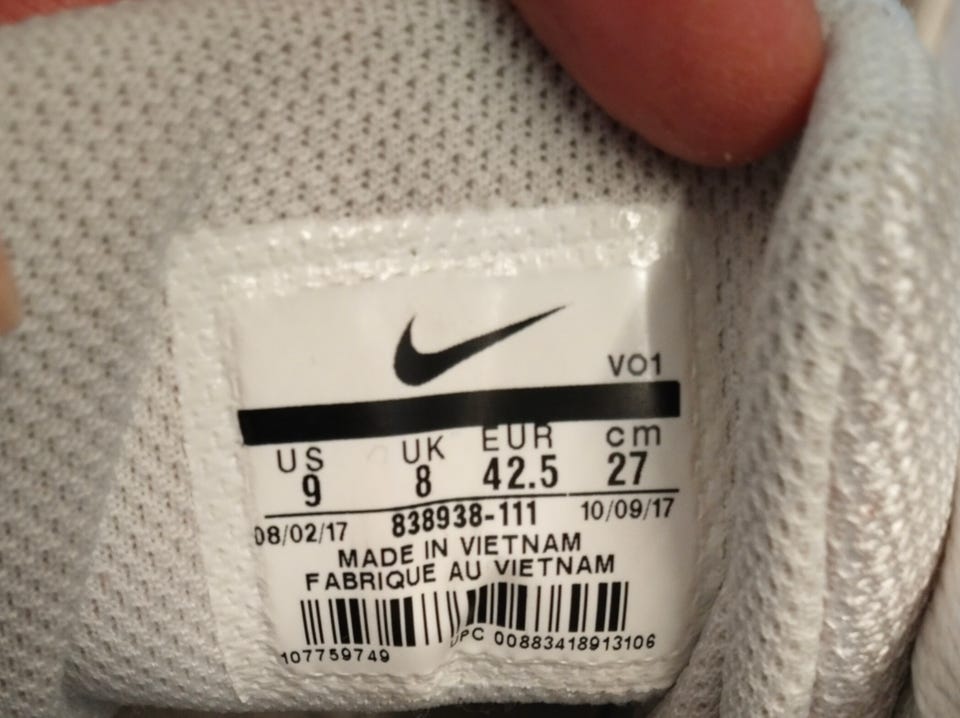 VO1
US UK EUR cm
9 8 42.5 27
08/02/17 838938-111 10/09/17
MADE IN VIETNAM
FABRIQUE AU VIETNAM
UPC 00883418913106
107759749